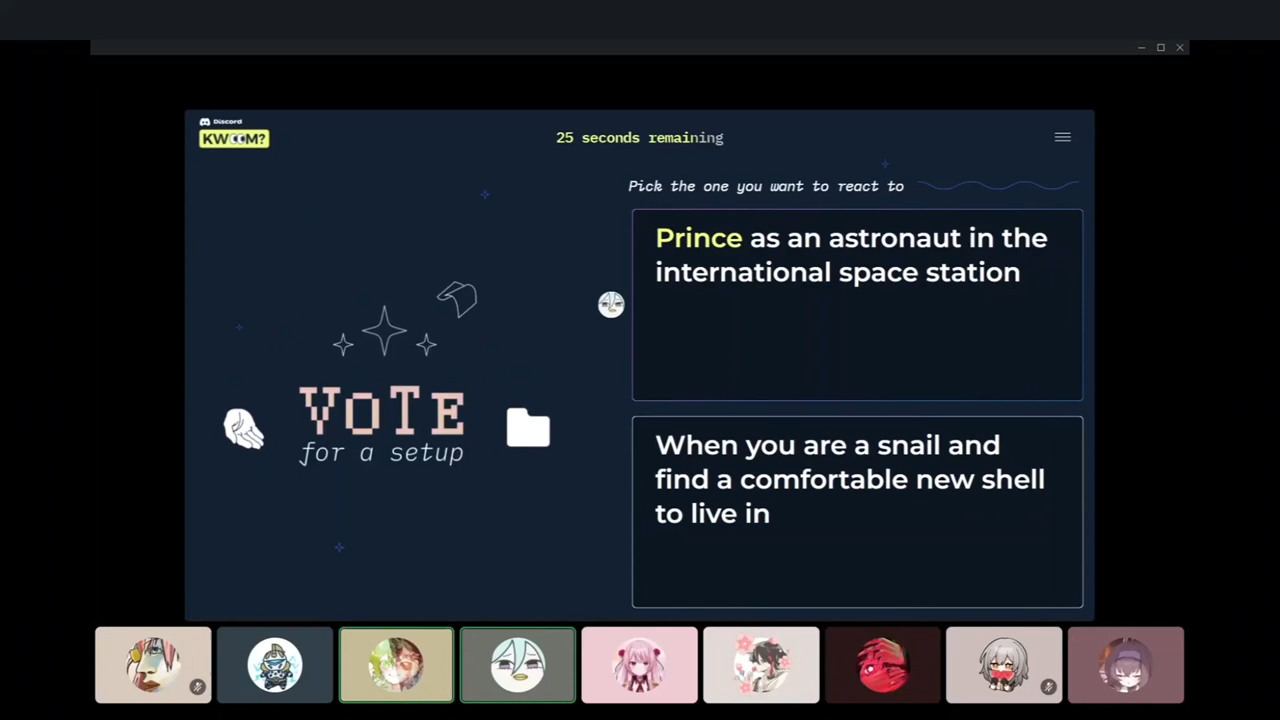 Discord
KWOOM?
25 seconds remaining
Pick the one you want to react to
Prince as an astronaut in the
international space station
VOTE
for a setup
When you are a snail and
find a comfortable new shell
to live in